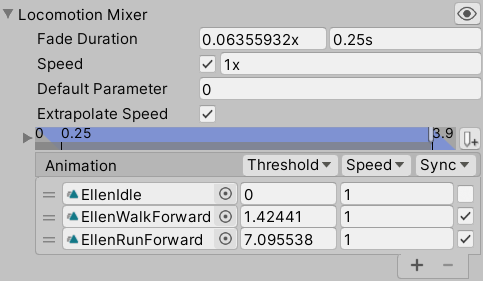 Locomotion Mixer
Fade Duration 0.06355932x 0.25s
Speed 1x
Default Parameter 0
Extrapolate Speed
0 0.25 3.9
Animation Threshold Speed Sync
EllenIdle 0 1
EllenWalkForward 1.42441 1
EllenRunForward 7.095538 1
+ −